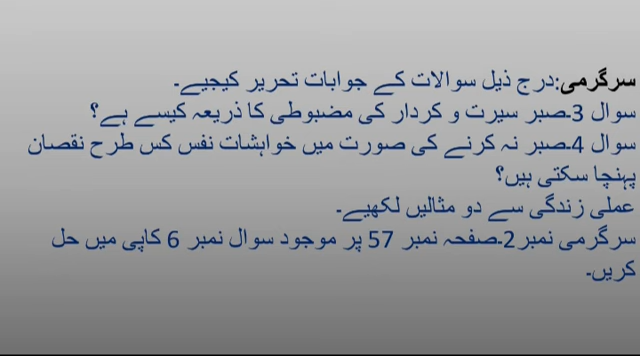 سرگرمی:درج ذیل سوالات کے جوابات تحریر کیجیے۔
سوال 3۔صبر سیرت و کردار کی مضبوطی کا ذریعہ کیسے ہے؟
سوال 4۔صبر نہ کرنے کی صورت میں خواہشات نفس کس طرح نقصان
پہنچا سکتی ہیں؟
عملی زندگی سے دو مثالیں لکھیے۔
سرگرمی نمبر2۔صفحہ نمبر 57 پر موجود سوال نمبر 6 کاپی میں حل
کریں۔